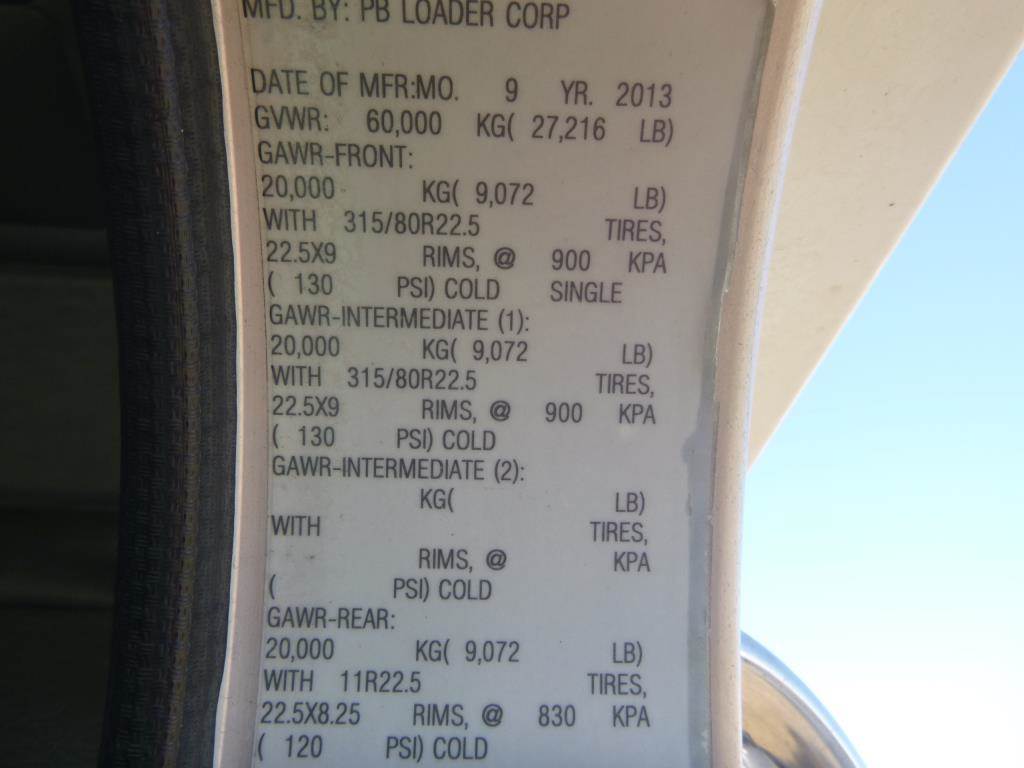 MFD. BY: PB LOADER CORP
DATE OF MFR:MO. 9 YR. 2013
GVWR: 60,000 KG( 27,216 LB)
GAWR-FRONT:
20,000 KG( 9,072 LB)
WITH 315/80R22.5 TIRES,
22.5X9 RIMS, @ 900 KPA
( 130 PSI) COLD SINGLE
GAWR-INTERMEDIATE (1):
20,000 KG( 9,072 LB)
WITH 315/80R22.5 TIRES,
22.5X9 RIMS, @ 900 KPA
( 130 PSI) COLD
GAWR-INTERMEDIATE (2):
KG( LB)
WITH TIRES,
RIMS, @ KPA
( PSI) COLD
GAWR-REAR:
20,000 KG( 9,072 LB)
WITH 11R22.5 TIRES,
22.5X8.25 RIMS, @ 830 KPA
( 120 PSI) COLD